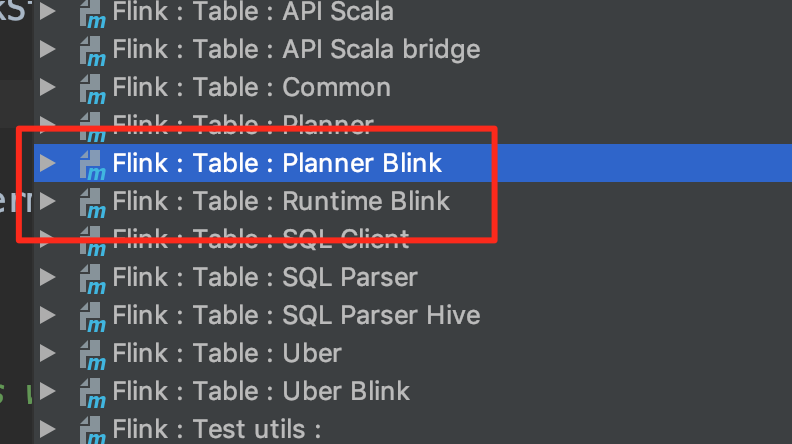 Flink : Table : API Scala
Flink : Table : API Scala bridge
Flink : Table : Common
Flink : Table : Planner
Flink : Table : Planner Blink
Flink : Table : Runtime Blink
Flink : Table : SQL Client
Flink : Table : SQL Parser
Flink : Table : SQL Parser Hive
Flink : Table : Uber
Flink : Table : Uber Blink
Flink : Test utils :